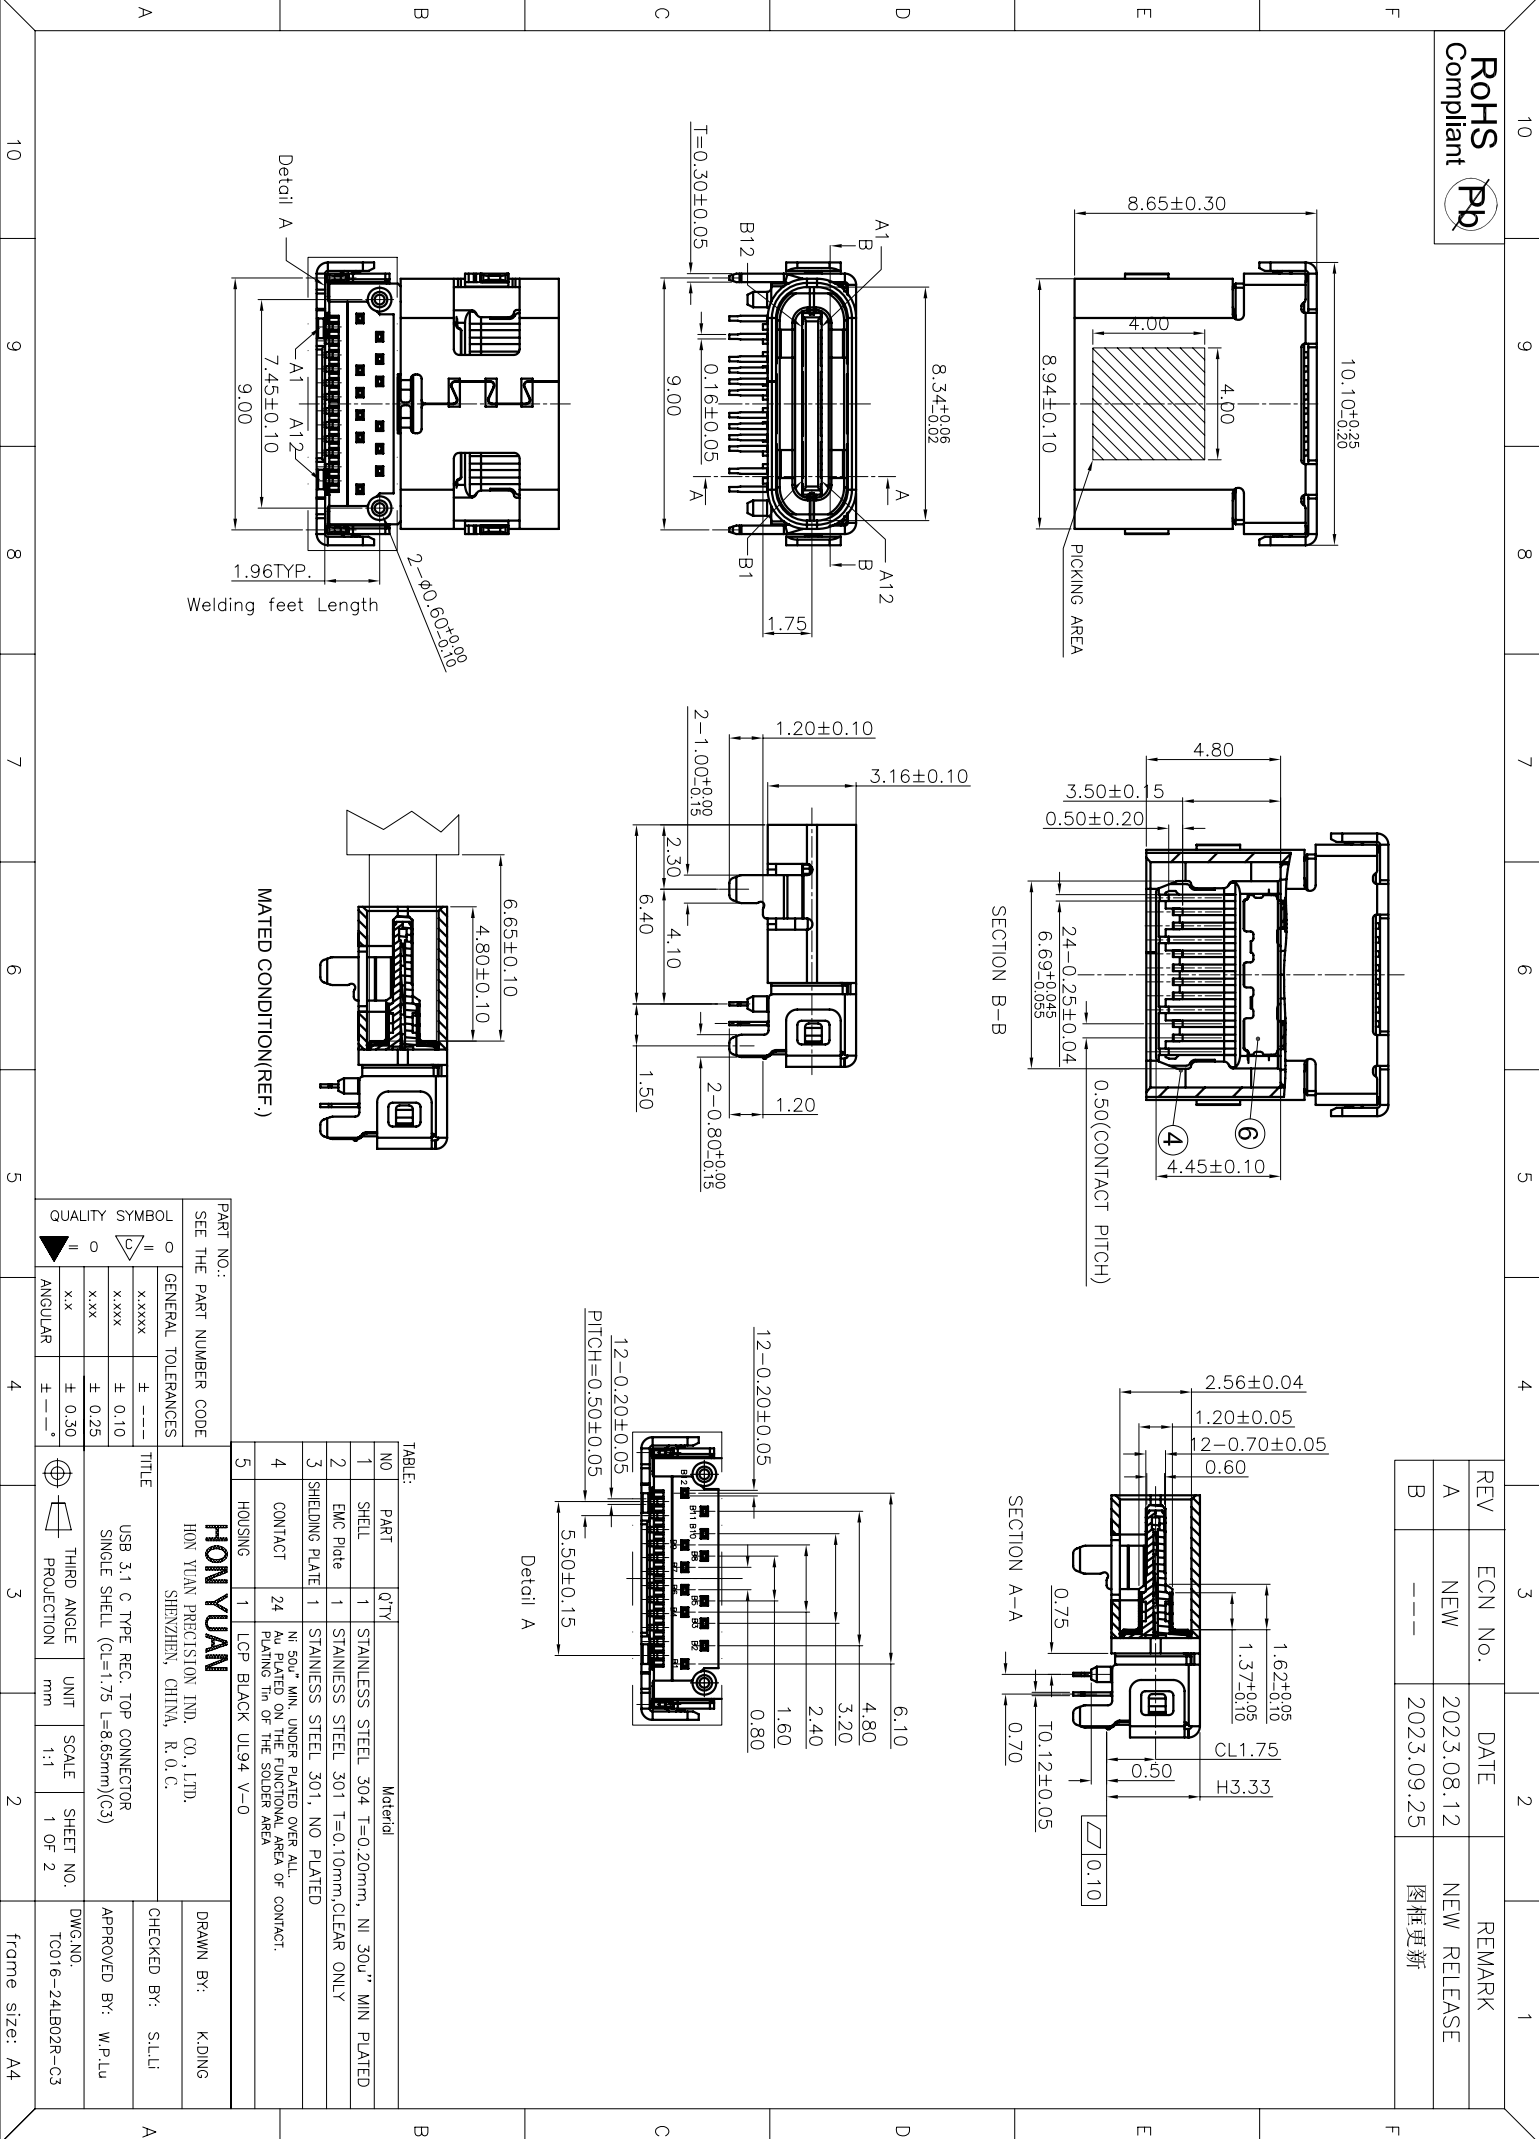 RoHS
Compliant
Pb
10
9
8
7
6
5
4
3
2
1
F
E
D
C
B
A
REV
ECN No.
DATE
REMARK
A
NEW
2023.08.12
NEW RELEASE
B
---
2023.09.25
图框更新
8.65±0.30
10.10+0.25-0.20
4.00
4.00
8.94±0.10
PICKING AREA
4.80
3.50±0.15
0.50±0.20
24-0.25±0.04
6.69+0.045-0.055
0.50(CONTACT PITCH)
4.45±0.10
6
4
SECTION B-B
2.56±0.04
1.20±0.05
12-0.70±0.05
0.60
1.62+0.05-0.10
1.37+0.05-0.10
0.75
CL1.75
0.50
H3.33
0.70
T0.12±0.05
0.10
SECTION A-A
T=0.30±0.05
B12
A1
B
8.34+0.06-0.02
0.16±0.05
9.00
A
A
B
B1
A12
1.75
1.20±0.10
3.16±0.10
2-1.00+0.00-0.15
2.30
4.10
6.40
1.50
2-0.80+0.00-0.15
1.20
12-0.20±0.05
12-0.20±0.05
PITCH=0.50±0.05
5.50±0.15
6.10
4.80
3.20
2.40
1.60
0.80
B12
B11
B10
B5
B3
B2
B1
Detail A
Detail A
A1
A12
7.45±0.10
9.00
1.96TYP.
Welding feet Length
2-Ø0.60+0.00-0.10
6.65±0.10
4.80±0.10
MATED CONDITION(REF.)
TABLE:
NO
PART
Q'TY
Material
1
SHELL
1
STAINLESS STEEL 304 T=0.20mm, NI 30u" MIN PLATED
2
EMC Plate
1
STAINIESS STEEL 301 T=0.10mm,CLEAR ONLY
3
SHIELDING PLATE
1
STAINIESS STEEL 301, NO PLATED
4
CONTACT
24
Ni 50u" MIN. UNDER PLATED OVER ALL.
Au PLATED ON THE FUNCTIONAL AREA OF CONTACT.
PLATING Tin OF THE SOLDER AREA
5
HOUSING
1
LCP BLACK UL94 V-0
PART NO.:
SEE THE PART NUMBER CODE
QUALITY SYMBOL
= 0
C
= 0
GENERAL TOLERANCES
x.xxxx
± ---
x.xxx
± 0.10
x.xx
± 0.25
x.x
± 0.30
ANGULAR
± ---°
HON YUAN
HON YUAN PRECISION IND. CO.,LTD.
SHENZHEN, CHINA, R.O.C.
TITLE
USB 3.1 C TYPE REC. TOP CONNECTOR
SINGLE SHELL (CL=1.75 L=8.65mm)(C3)
THIRD ANGLE
PROJECTION
UNIT
mm
SCALE
1:1
SHEET NO.
1 OF 2
DRAWN BY: K.DING
CHECKED BY: S.L.Li
APPROVED BY: W.P.Lu
DWG.NO.
TC016-24LB02R-C3
frame size: A4
10
9
8
7
6
5
4
3
2
F
E
D
C
B
A